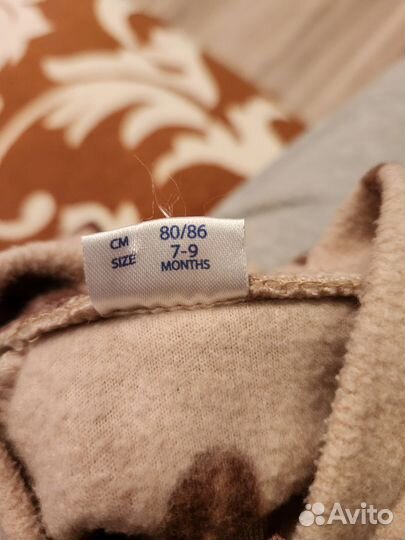 CM 80/86
SIZE 7-9
MONTHS
Avito